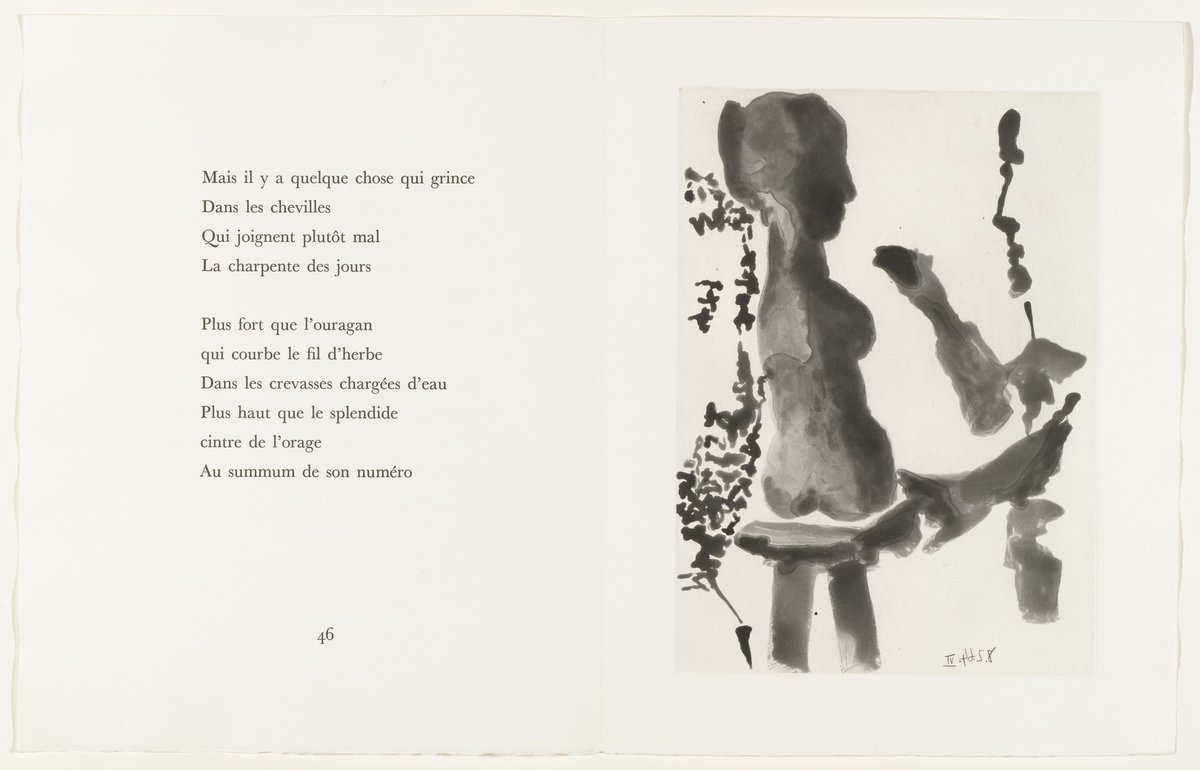 Mais il y a quelque chose qui grince
Dans les chevilles
Qui joignent plutôt mal
La charpente des jours
Plus fort que l’ouragan
qui courbe le fil d’herbe
Dans les crevasses chargées d’eau
Plus haut que le splendide
cintre de l’orage
Au summum de son numéro
46